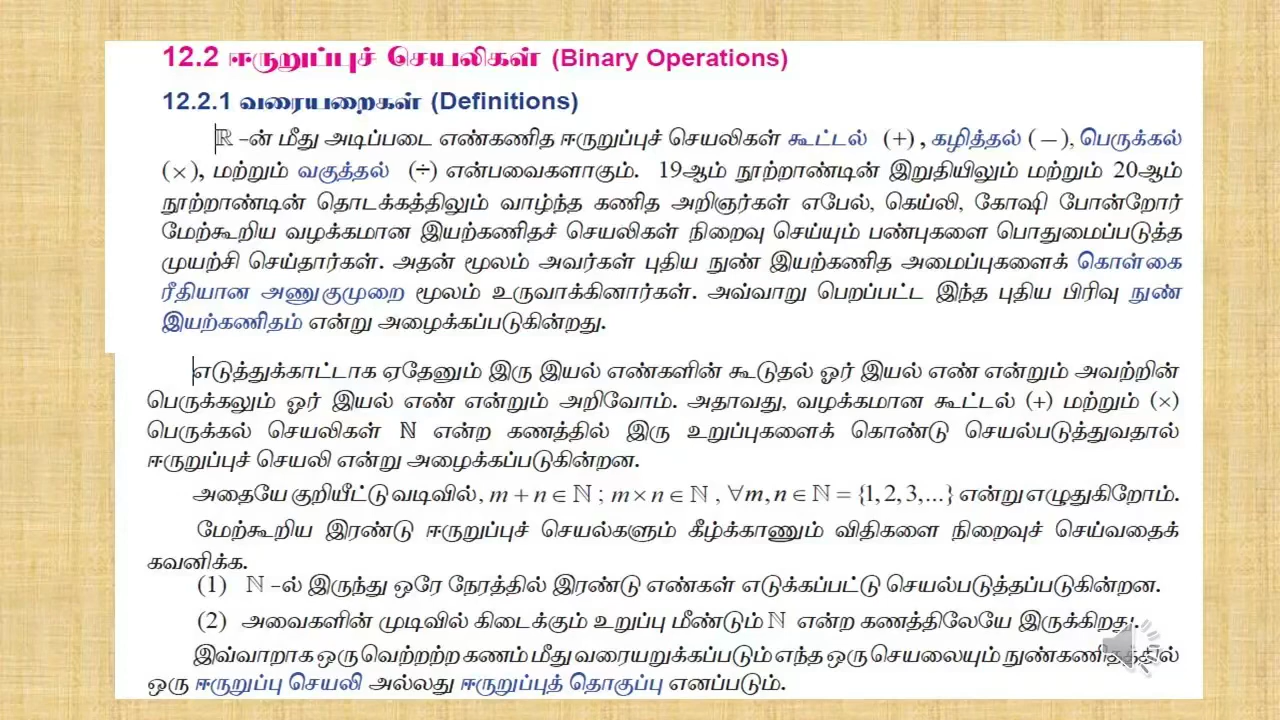 12.2 ஈருறுப்புச் செயலிகள் (Binary Operations)
12.2.1 வரையறைகள் (Definitions)
ℝ -ன் மீது அடிப்படை எண்கணித ஈருறுப்புச் செயலிகள் கூட்டல் (+) , கழித்தல் (−), பெருக்கல்
(×), மற்றும் வகுத்தல் (÷) என்பவைகளாகும். 19ஆம் நூற்றாண்டின் இறுதியிலும் மற்றும் 20ஆம்
நூற்றாண்டின் தொடக்கத்திலும் வாழ்ந்த கணித அறிஞர்கள் எபேல், கெய்லி, கோஷி போன்றோர்
மேற்கூறிய வழக்கமான இயற்கணிதச் செயலிகள் நிறைவு செய்யும் பண்புகளை பொதுமைப்படுத்த
முயற்சி செய்தார்கள். அதன் மூலம் அவர்கள் புதிய நுண் இயற்கணித அமைப்புகளைக் கொள்கை
ரீதியான அணுகுமுறை மூலம் உருவாக்கினார்கள். அவ்வாறு பெறப்பட்ட இந்த புதிய பிரிவு நுண்
இயற்கணிதம் என்று அழைக்கப்படுகின்றது.
எடுத்துக்காட்டாக ஏதேனும் இரு இயல் எண்களின் கூடுதல் ஓர் இயல் எண் என்றும் அவற்றின்
பெருக்கலும் ஓர் இயல் எண் என்றும் அறிவோம். அதாவது, வழக்கமான கூட்டல் (+) மற்றும் (×)
பெருக்கல் செயலிகள் ℕ என்ற கணத்தில் இரு உறுப்புகளைக் கொண்டு செயல்படுத்துவதால்
ஈருறுப்புச் செயலி என்று அழைக்கப்படுகின்றன.
அதையே குறியீட்டு வடிவில், m + n ∈ ℕ ; m × n ∈ ℕ , ∀m, n ∈ ℕ = {1, 2, 3,...} என்று எழுதுகிறோம்.
மேற்கூறிய இரண்டு ஈருறுப்புச் செயல்களும் கீழ்க்காணும் விதிகளை நிறைவுச் செய்வதைக்
கவனிக்க.
(1) ℕ -ல் இருந்து ஒரே நேரத்தில் இரண்டு எண்கள் எடுக்கப்பட்டு செயல்படுத்தப்படுகின்றன.
(2) அவைகளின் முடிவில் கிடைக்கும் உறுப்பு மீண்டும் ℕ என்ற கணத்திலேயே இருக்கிறது.
இவ்வாறாக ஒரு வெற்றற்ற கணம் மீது வரையறுக்கப்படும் எந்த ஒரு செயலையும் நுண்கணிதத்தில்
ஒரு ஈருறுப்பு செயலி அல்லது ஈருறுப்புத் தொகுப்பு எனப்படும்.